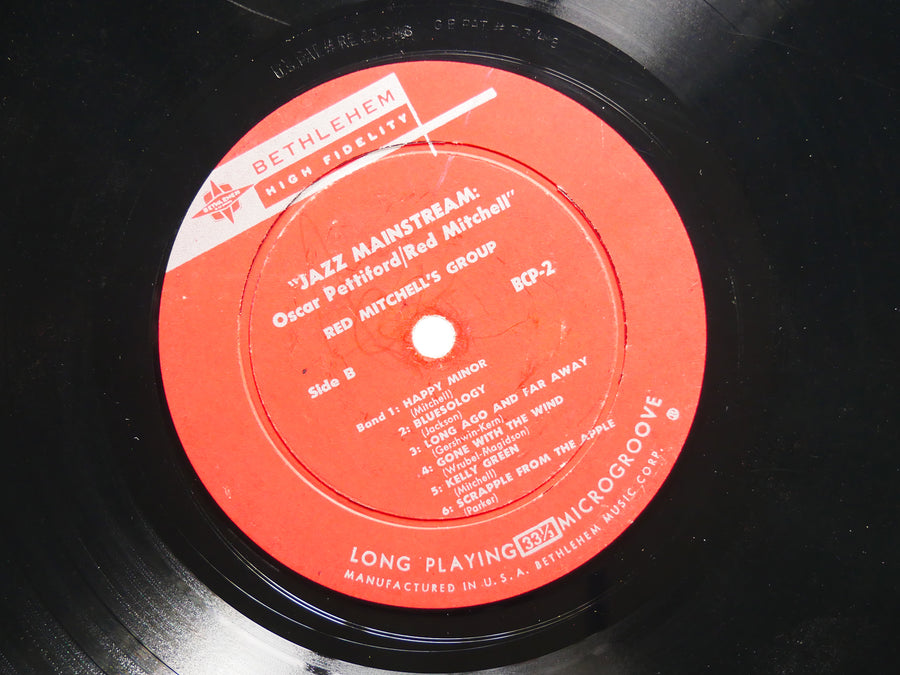 BETHLEHEM
HIGH FIDELITY
BETHLEHEM
"JAZZ MAINSTREAM:
Oscar Pettiford/Red Mitchell"
RED MITCHELL'S GROUP
BCP-2
Side B
Band 1: HAPPY MINOR
(Mitchell)
2: BLUESOLOGY
(Jackson)
3: LONG AGO AND FAR AWAY
(Gershwin-Kern)
4: GONE WITH THE WIND
(Wrubel-Magidson)
5: KELLY GREEN
(Mitchell)
6: SCRAPPLE FROM THE APPLE
(Parker)
LONG PLAYING 33⅓ MICROGROOVE
MANUFACTURED IN U.S.A. BETHLEHEM MUSIC CORP.